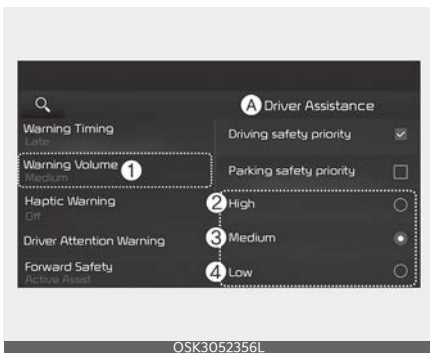 A Driver Assistance
Warning Timing
Late
Driving safety priority
Warning Volume 1
Medium
Parking safety priority
Haptic Warning
Off
2 High
Driver Attention Warning
3 Medium
Forward Safety
Active Assist
4 Low
OSK3052356L